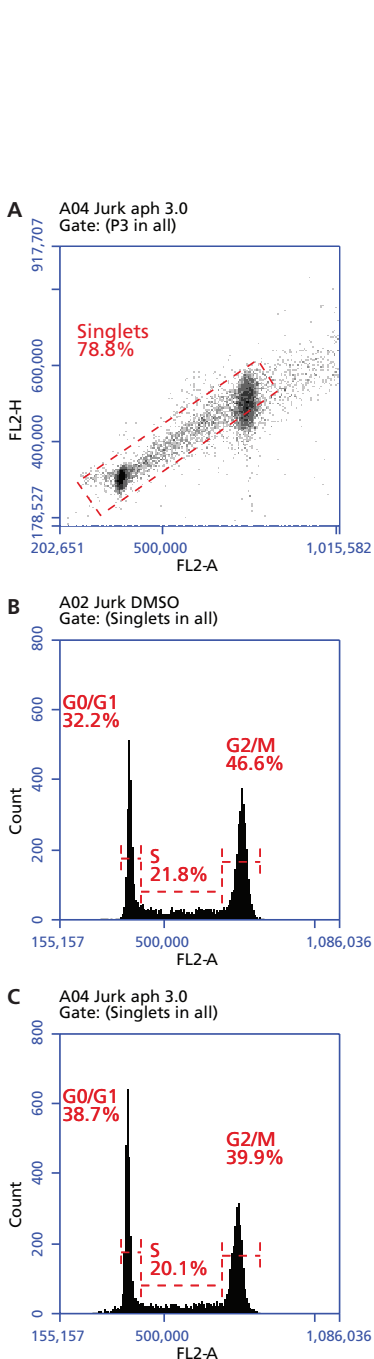 A
A04 Jurk aph 3.0
Gate: (P3 in all)
917,707
600,000
400,000
178,527
FL2-H
Singlets
78.8%
202,651
500,000
1,015,582
FL2-A
B
A02 Jurk DMSO
Gate: (Singlets in all)
800
600
400
200
0
Count
G0/G1
32.2%
G2/M
46.6%
S
21.8%
155,157
500,000
1,086,036
FL2-A
C
A04 Jurk aph 3.0
Gate: (Singlets in all)
800
600
400
200
0
Count
G0/G1
38.7%
G2/M
39.9%
S
20.1%
155,157
500,000
1,086,036
FL2-A